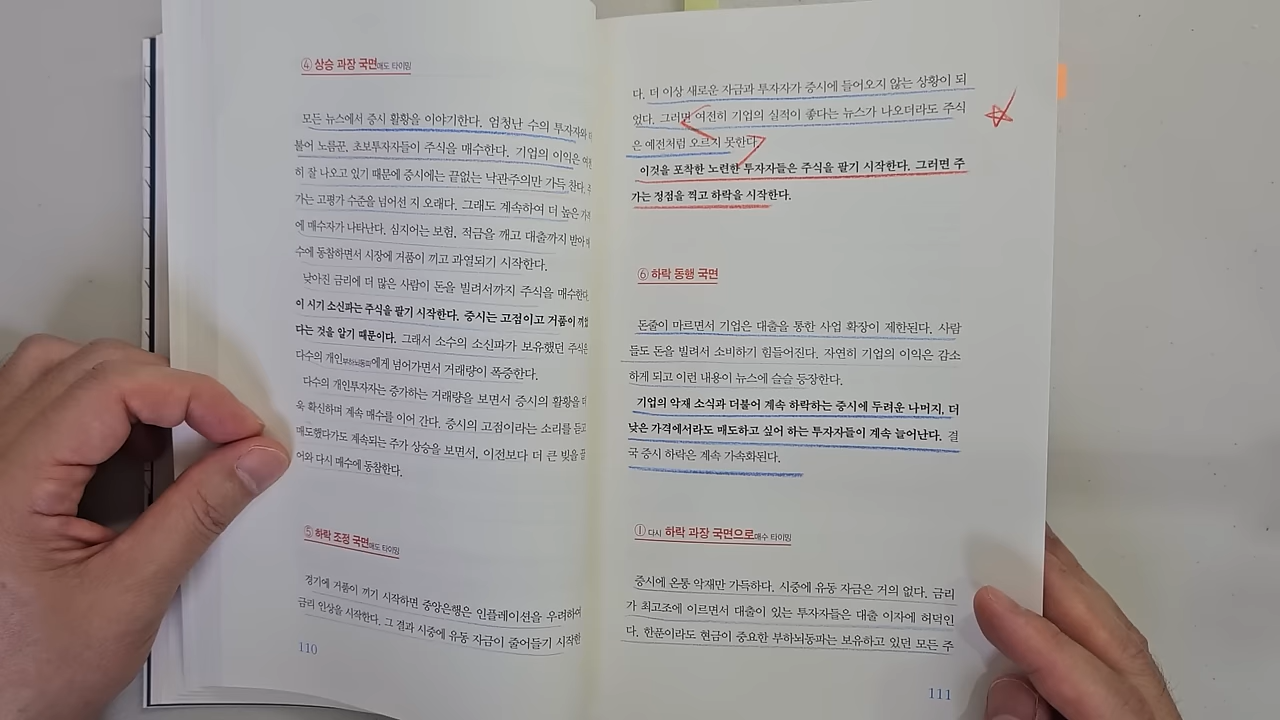 ④ 상승 과장 국면매도 타이밍
모든 뉴스에서 증시 활황을 이야기한다. 엄청난 수의 투자자와
불어 노름꾼, 초보투자자들이 주식을 매수한다. 기업의 이익은
히 잘 나오고 있기 때문에 증시에는 끝없는 낙관주의만 가득 찬다.
가는 고평가 수준을 넘어선 지 오래다. 그래도 계속하여 더 높은
에 매수자가 나타난다. 심지어는 보험, 적금을 깨고 대출까지 받아
수에 동참하면서 시장에 거품이 끼고 과열되기 시작한다.
낮아진 금리에 더 많은 사람이 돈을 빌려서까지 주식을 매수한다
이 시기 소신파는 주식을 팔기 시작한다. 증시는 고점이고 거품이
다는 것을 알기 때문이다. 그래서 소수의 소신파가 보유했던 주식은
다수의 개인부화뇌동파에게 넘어가면서 거래량이 폭증한다.
다수의 개인투자자는 증가하는 거래량을 보면서 증시의 활황을
욱 확신하며 계속 매수를 이어 간다. 증시의 고점이라는 소리를 듣고
매도했다가도 계속되는 주가 상승을 보면서, 이전보다 더 큰 빚을
어와 다시 매수에 동참한다.
⑤ 하락 조정 국면매도 타이밍
경기에 거품이 끼기 시작하면 중앙은행은 인플레이션을 우려하여
금리 인상을 시작한다. 그 결과 시중에 유동 자금이 줄어들기 시작한
110
다. 더 이상 새로운 자금과 투자자가 증시에 들어오지 않는 상황이 되
었다. 그러면 여전히 기업의 실적이 좋다는 뉴스가 나오더라도 주식
은 예전처럼 오르지 못한다.
이것을 포착한 노련한 투자자들은 주식을 팔기 시작한다. 그러면 주
가는 정점을 찍고 하락을 시작한다.
⑥ 하락 동행 국면
돈줄이 마르면서 기업은 대출을 통한 사업 확장이 제한된다. 사람
들도 돈을 빌려서 소비하기 힘들어진다. 자연히 기업의 이익은 감소
하게 되고 이런 내용이 뉴스에 슬슬 등장한다.
기업의 악재 소식과 더불어 계속 하락하는 증시에 두려운 나머지, 더
낮은 가격에서라도 매도하고 싶어 하는 투자자들이 계속 늘어난다. 결
국 증시 하락은 계속 가속화된다.
① 다시 하락 과장 국면으로매수 타이밍
증시에 온통 악재만 가득하다. 시중에 유동 자금은 거의 없다. 금리
가 최고조에 이르면서 대출이 있는 투자자들은 대출 이자에 허덕인
다. 한푼이라도 현금이 중요한 부화뇌동파는 보유하고 있던 모든 주
111